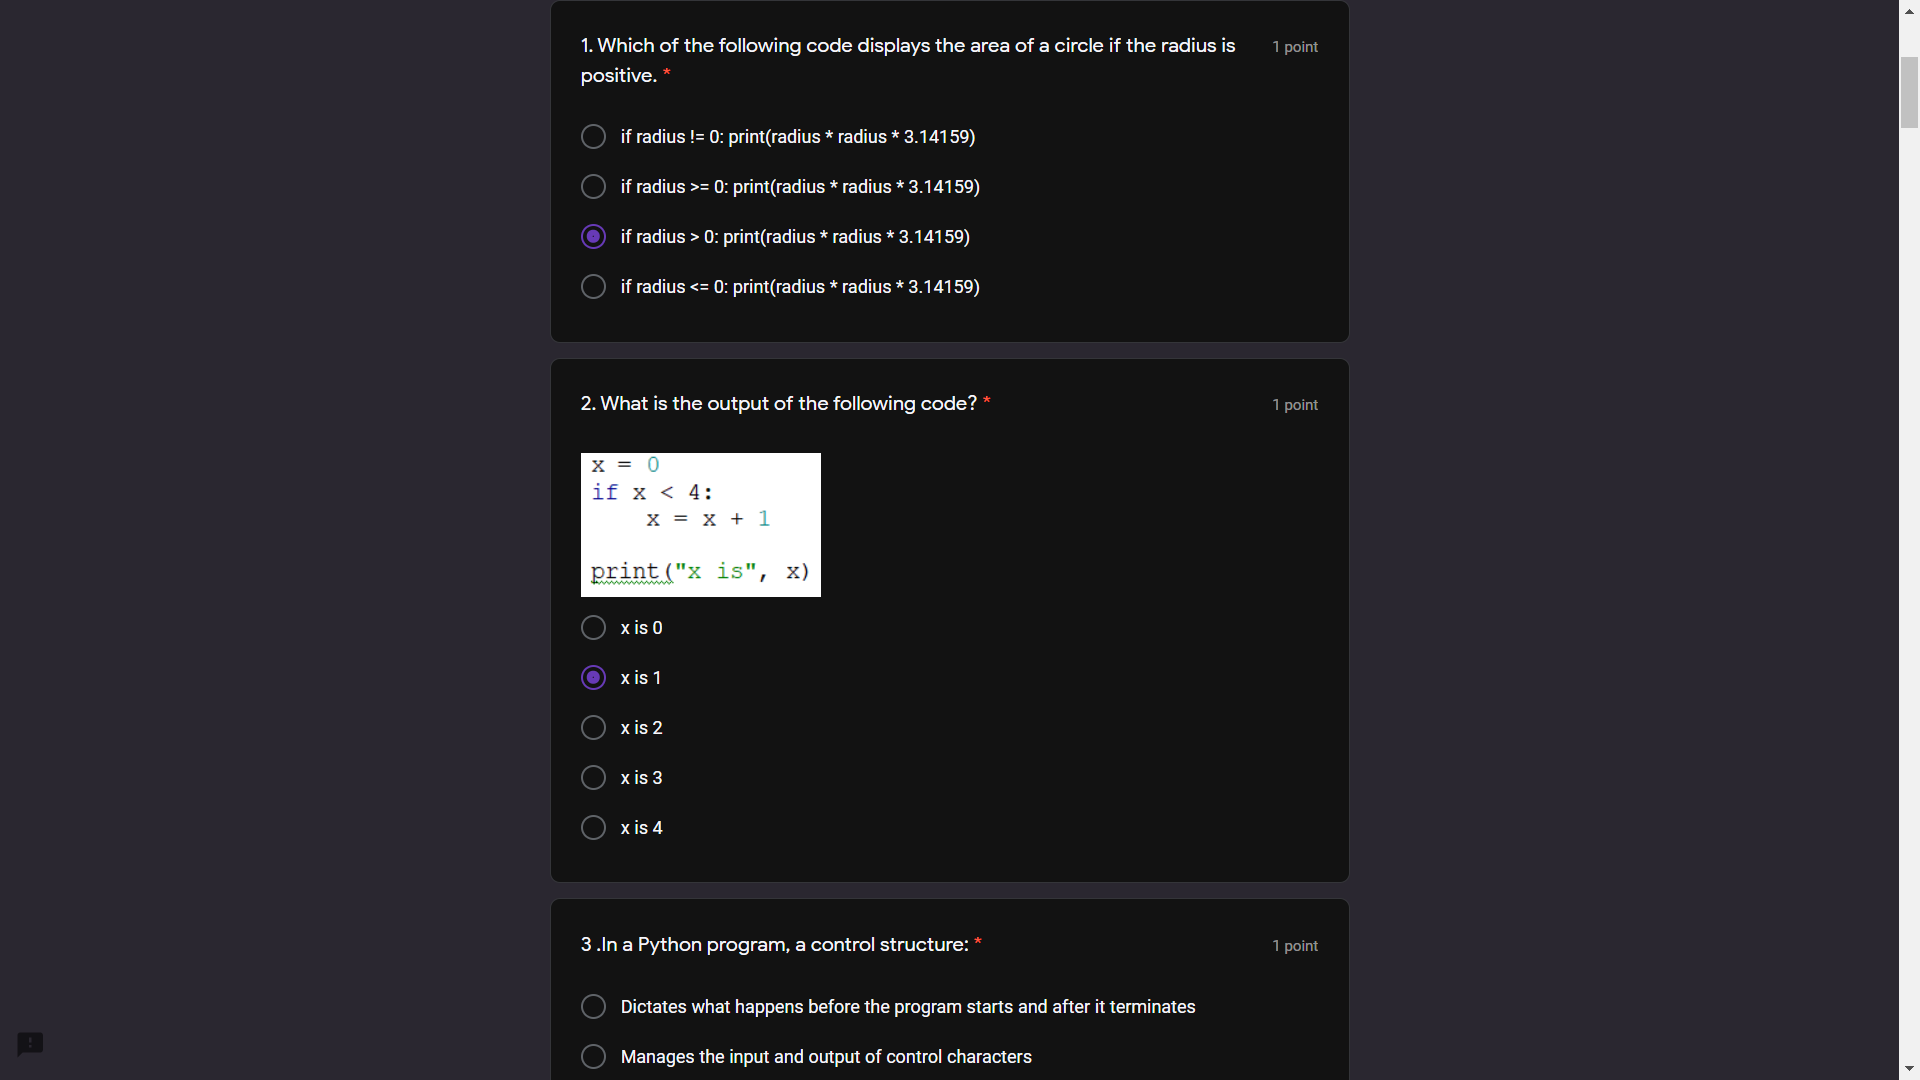 1. Which of the following code displays the area of a circle if the radius is
positive. *
1 point
if radius != 0: print(radius * radius * 3.14159)
if radius >= 0: print(radius * radius * 3.14159)
if radius > 0: print(radius * radius * 3.14159)
if radius <= 0: print(radius * radius * 3.14159)
2. What is the output of the following code? *
1 point
x = 0
if x < 4:
    x = x + 1
print("x is", x)
x is 0
x is 1
x is 2
x is 3
x is 4
3 .In a Python program, a control structure: *
1 point
Dictates what happens before the program starts and after it terminates
Manages the input and output of control characters